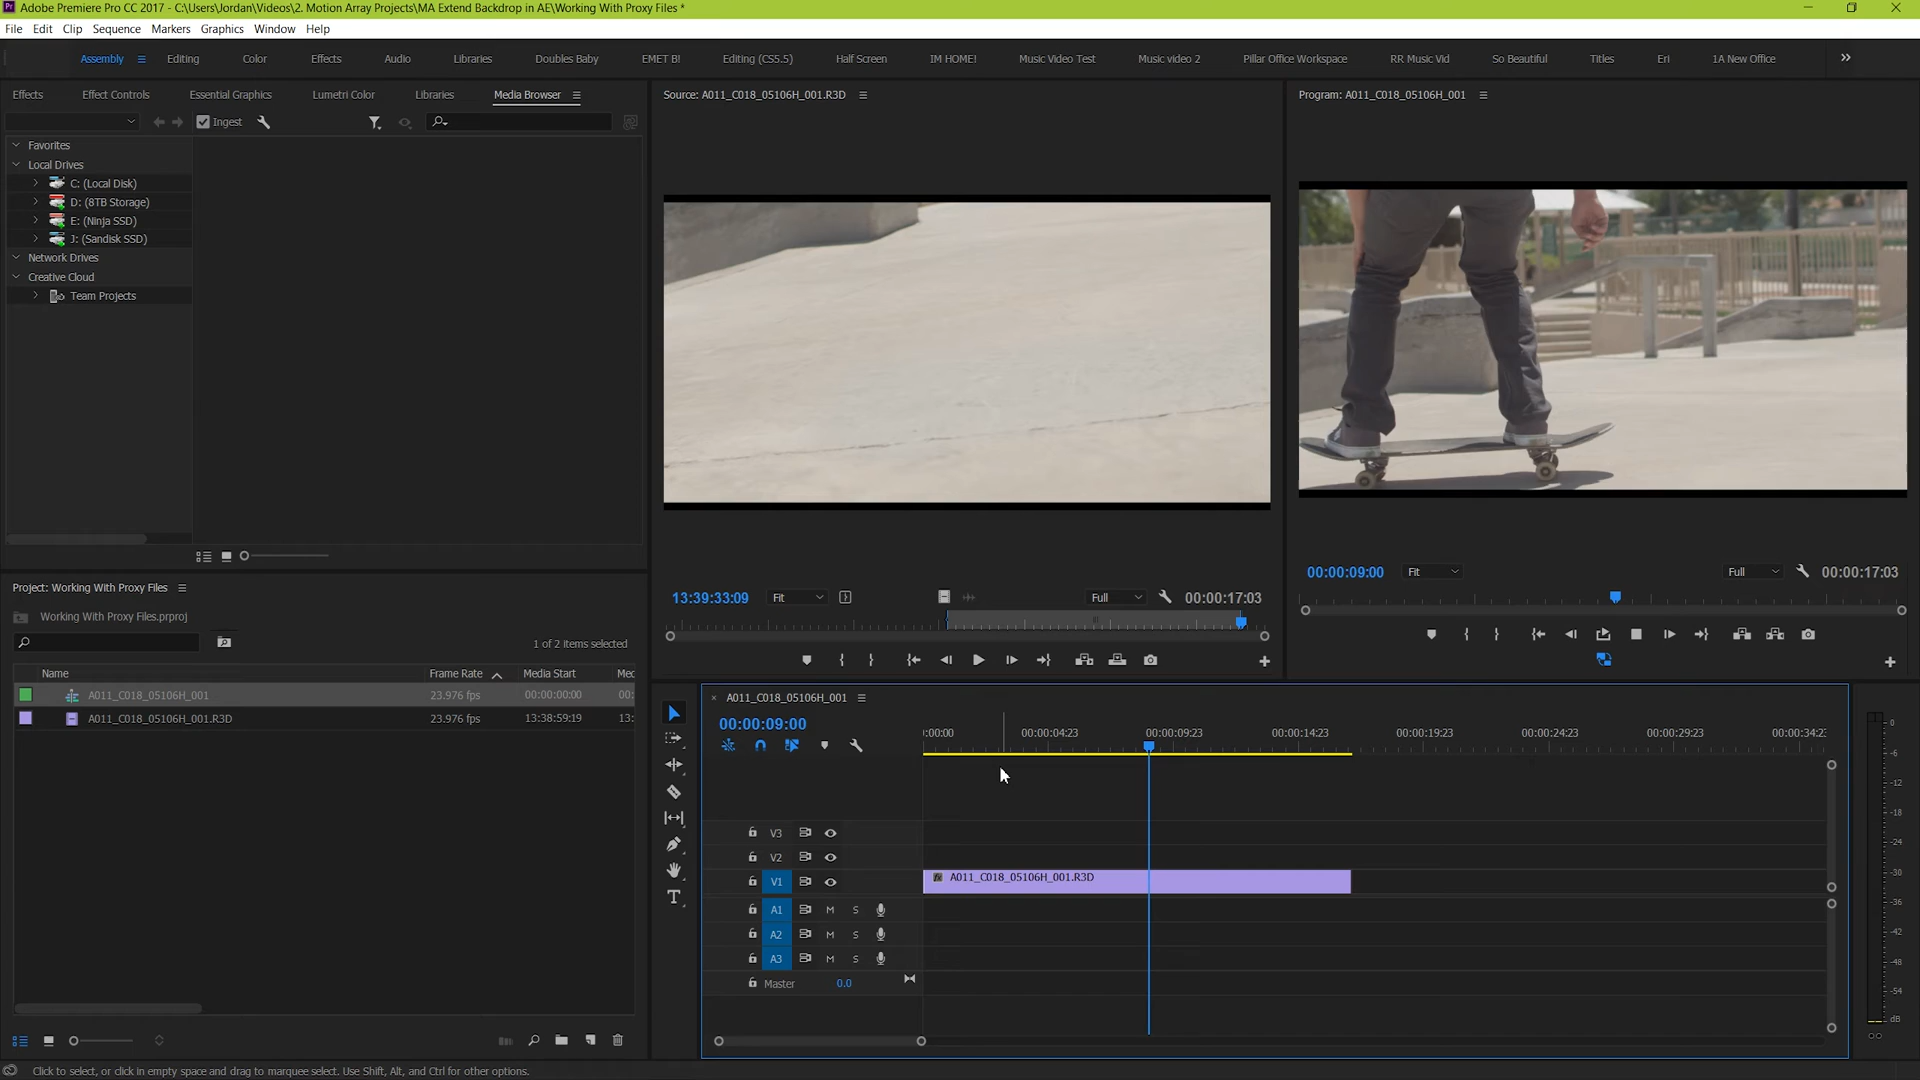 Adobe Premiere Pro CC 2017 - C:\Users\Jordan\Videos\2. Motion Array Projects\MA Extend Backdrop in AE\Working With Proxy Files *
File Edit Clip Sequence Markers Graphics Window Help
Assembly Editing Color Effects Audio Libraries Doubles Baby EMET B! Editing (CS5.5) Half Screen IM HOME! Music Video Test Music video 2 Pillar Office Workspace RR Music Vid So Beautiful Titles Eri 1A New Office
Effects Effect Controls Essential Graphics Lumetri Color Libraries Media Browser
Source: A011_C018_05106H_001.R3D
Program: A011_C018_05106H_001
Ingest
Favorites
Local Drives
C: (Local Disk)
D: (8TB Storage)
E: (Ninja SSD)
J: (Sandisk SSD)
Network Drives
Creative Cloud
Team Projects
13:39:33:09 Fit Full 00:00:17:03
00:00:09:00 Fit Full 00:00:17:03
Project: Working With Proxy Files
Working With Proxy Files.prproj
1 of 2 items selected
Name Frame Rate Media Start Mec
A011_C018_05106H_001 23.976 fps 00:00:00:00 00:
A011_C018_05106H_001.R3D 23.976 fps 13:38:59:19 13:
A011_C018_05106H_001
00:00:09:00
:00:00 00:00:04:23 00:00:09:23 00:00:14:23 00:00:19:23 00:00:24:23 00:00:29:23 00:00:34:23
V3
V2
V1 A011_C018_05106H_001.R3D
A1 M S
A2 M S
A3 M S
Master 0.0
0
-6
-12
-18
-24
-30
-36
-42
-48
-54
dB
Click to select, or click in empty space and drag to marquee select. Use Shift, Alt, and Ctrl for other options.